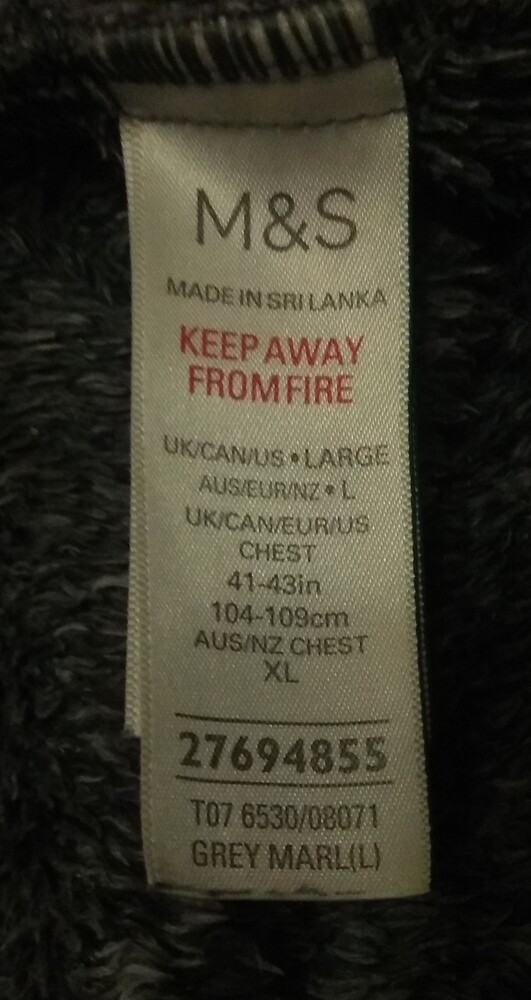 M&S
MADE IN SRI LANKA
KEEP AWAY
FROM FIRE
UK/CAN/US • LARGE
AUS/EUR/NZ • L
UK/CAN/EUR/US
CHEST
41-43in
104-109cm
AUS/NZ CHEST
XL
27694855
T07 6530/08071
GREY MARL(L)